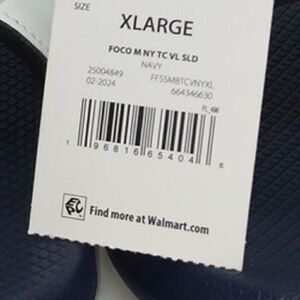 SIZE
XLARGE
FOCO M NY TC VL SLD
NAVY
25004849 FFSSMBTCVNYXL
02-2024 664346630
1 96816 65404 6
Find more at Walmart.com.